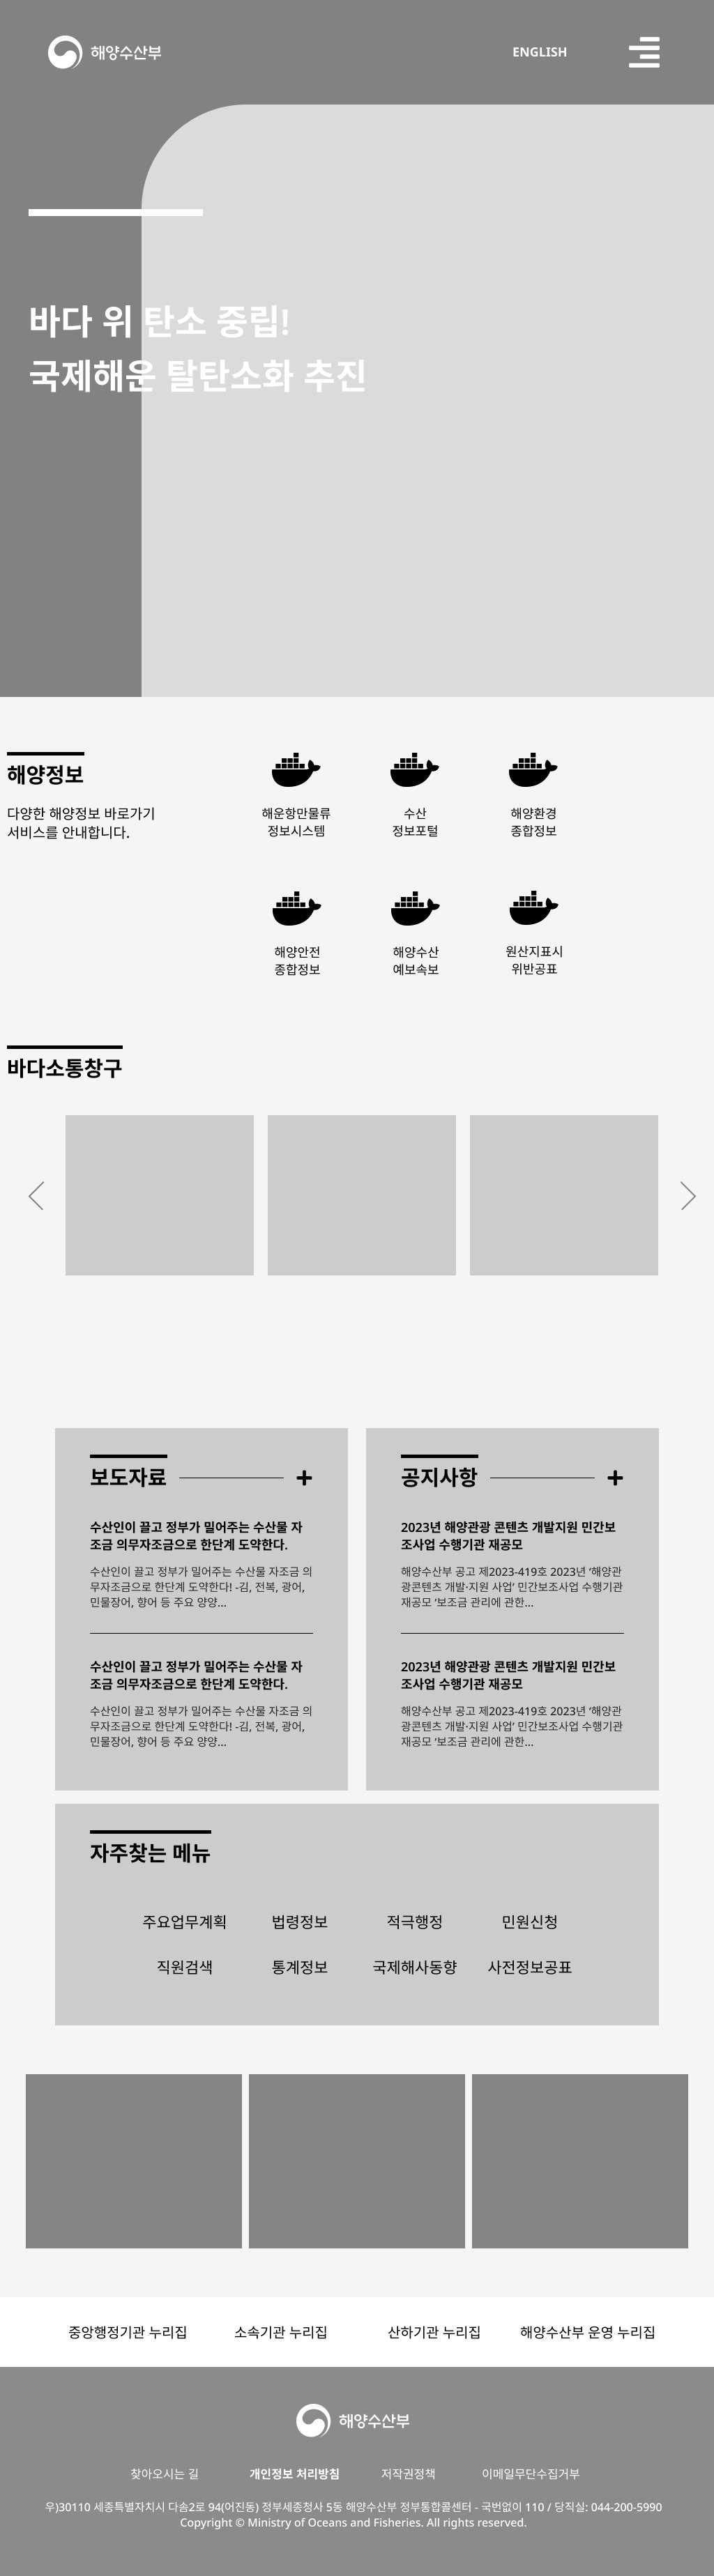 해양수산부
ENGLISH
바다 위 탄소 중립!
국제해운 탈탄소화 추진
해양정보
다양한 해양정보 바로가기
서비스를 안내합니다.
해운항만물류
정보시스템
수산
정보포털
해양환경
종합정보
해양안전
종합정보
해양수산
예보속보
원산지표시
위반공표
바다소통창구
보도자료
수산인이 끌고 정부가 밀어주는 수산물 자
조금 의무자조금으로 한단계 도약한다.
수산인이 끌고 정부가 밀어주는 수산물 자조금 의
무자조금으로 한단계 도약한다! -김, 전복, 광어,
민물장어, 향어 등 주요 양양...
수산인이 끌고 정부가 밀어주는 수산물 자
조금 의무자조금으로 한단계 도약한다.
수산인이 끌고 정부가 밀어주는 수산물 자조금 의
무자조금으로 한단계 도약한다! -김, 전복, 광어,
민물장어, 향어 등 주요 양양...
공지사항
2023년 해양관광 콘텐츠 개발지원 민간보
조사업 수행기관 재공모
해양수산부 공고 제2023-419호 2023년 ‘해양관
광콘텐츠 개발·지원 사업’ 민간보조사업 수행기관
재공모 ‘보조금 관리에 관한...
2023년 해양관광 콘텐츠 개발지원 민간보
조사업 수행기관 재공모
해양수산부 공고 제2023-419호 2023년 ‘해양관
광콘텐츠 개발·지원 사업’ 민간보조사업 수행기관
재공모 ‘보조금 관리에 관한...
자주찾는 메뉴
주요업무계획 법령정보 적극행정 민원신청
직원검색 통계정보 국제해사동향 사전정보공표
중앙행정기관 누리집 소속기관 누리집 산하기관 누리집 해양수산부 운영 누리집
해양수산부
찾아오시는 길 개인정보 처리방침 저작권정책 이메일무단수집거부
우)30110 세종특별자치시 다솜2로 94(어진동) 정부세종청사 5동 해양수산부 정부통합콜센터 - 국번없이 110 / 당직실: 044-200-5990
Copyright © Ministry of Oceans and Fisheries. All rights reserved.